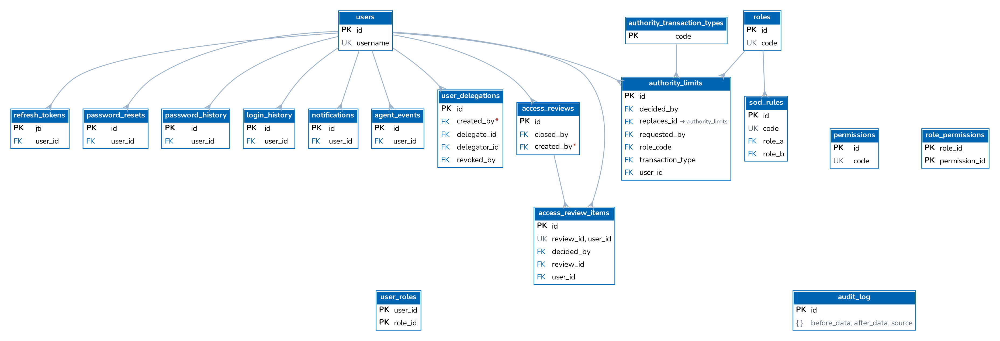 users
PK id
UK username
authority_transaction_types
PK code
roles
PK id
UK code
refresh_tokens
PK jti
FK user_id
password_resets
PK id
FK user_id
password_history
PK id
FK user_id
login_history
PK id
FK user_id
notifications
PK id
FK user_id
agent_events
PK id
FK user_id
user_delegations
PK id
FK created_by*
FK delegate_id
FK delegator_id
FK revoked_by
access_reviews
PK id
FK closed_by
FK created_by*
authority_limits
PK id
FK decided_by
FK replaces_id → authority_limits
FK requested_by
FK role_code
FK transaction_type
FK user_id
sod_rules
PK id
UK code
FK role_a
FK role_b
permissions
PK id
UK code
role_permissions
PK role_id
PK permission_id
access_review_items
PK id
UK review_id, user_id
FK decided_by
FK review_id
FK user_id
user_roles
PK user_id
PK role_id
audit_log
PK id
{ } before_data, after_data, source